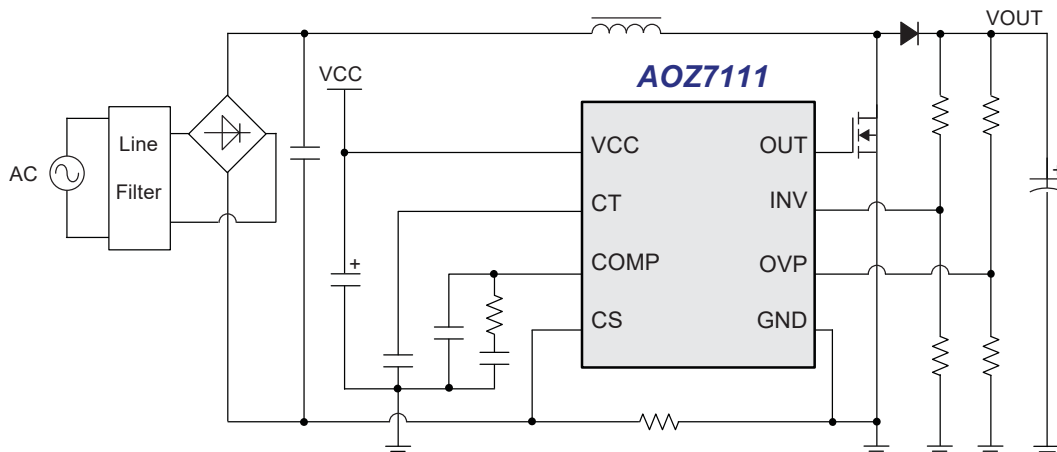 VOUT
AOZ7111
VCC
AC
Line
Filter
VCC
OUT
CT
INV
COMP
OVP
CS
GND
+
+